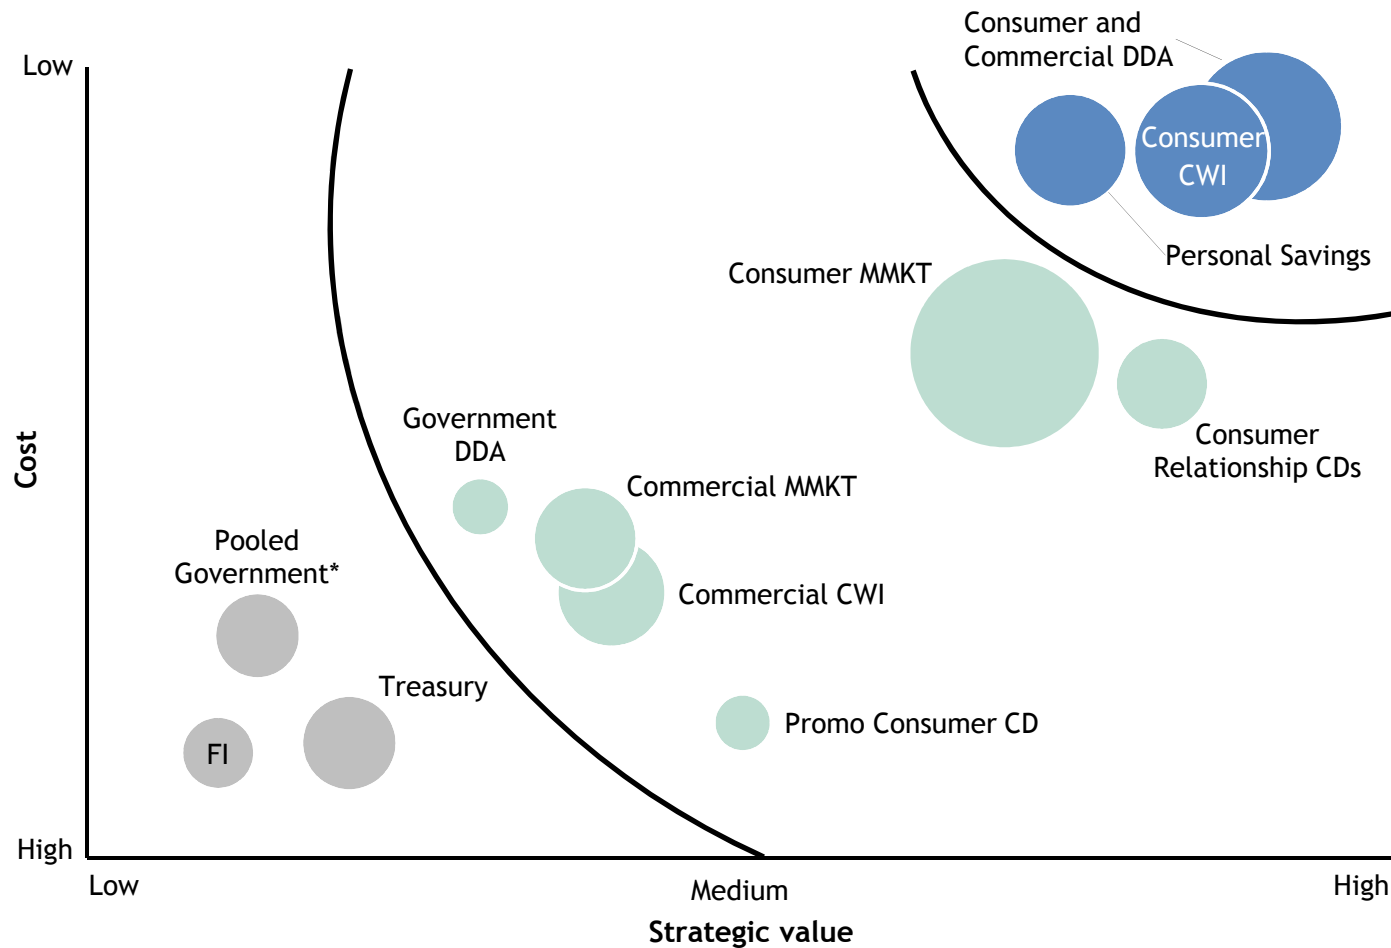 Consumer and
Commercial DDA
Low
Consumer
CWI
Personal Savings
Consumer MMKT
Government
DDA
Consumer
Relationship CDs
Cost
Commercial MMKT
Pooled
Government*
Commercial CWI
Treasury
Promo Consumer CD
FI
High
Low
Medium
High
Strategic value